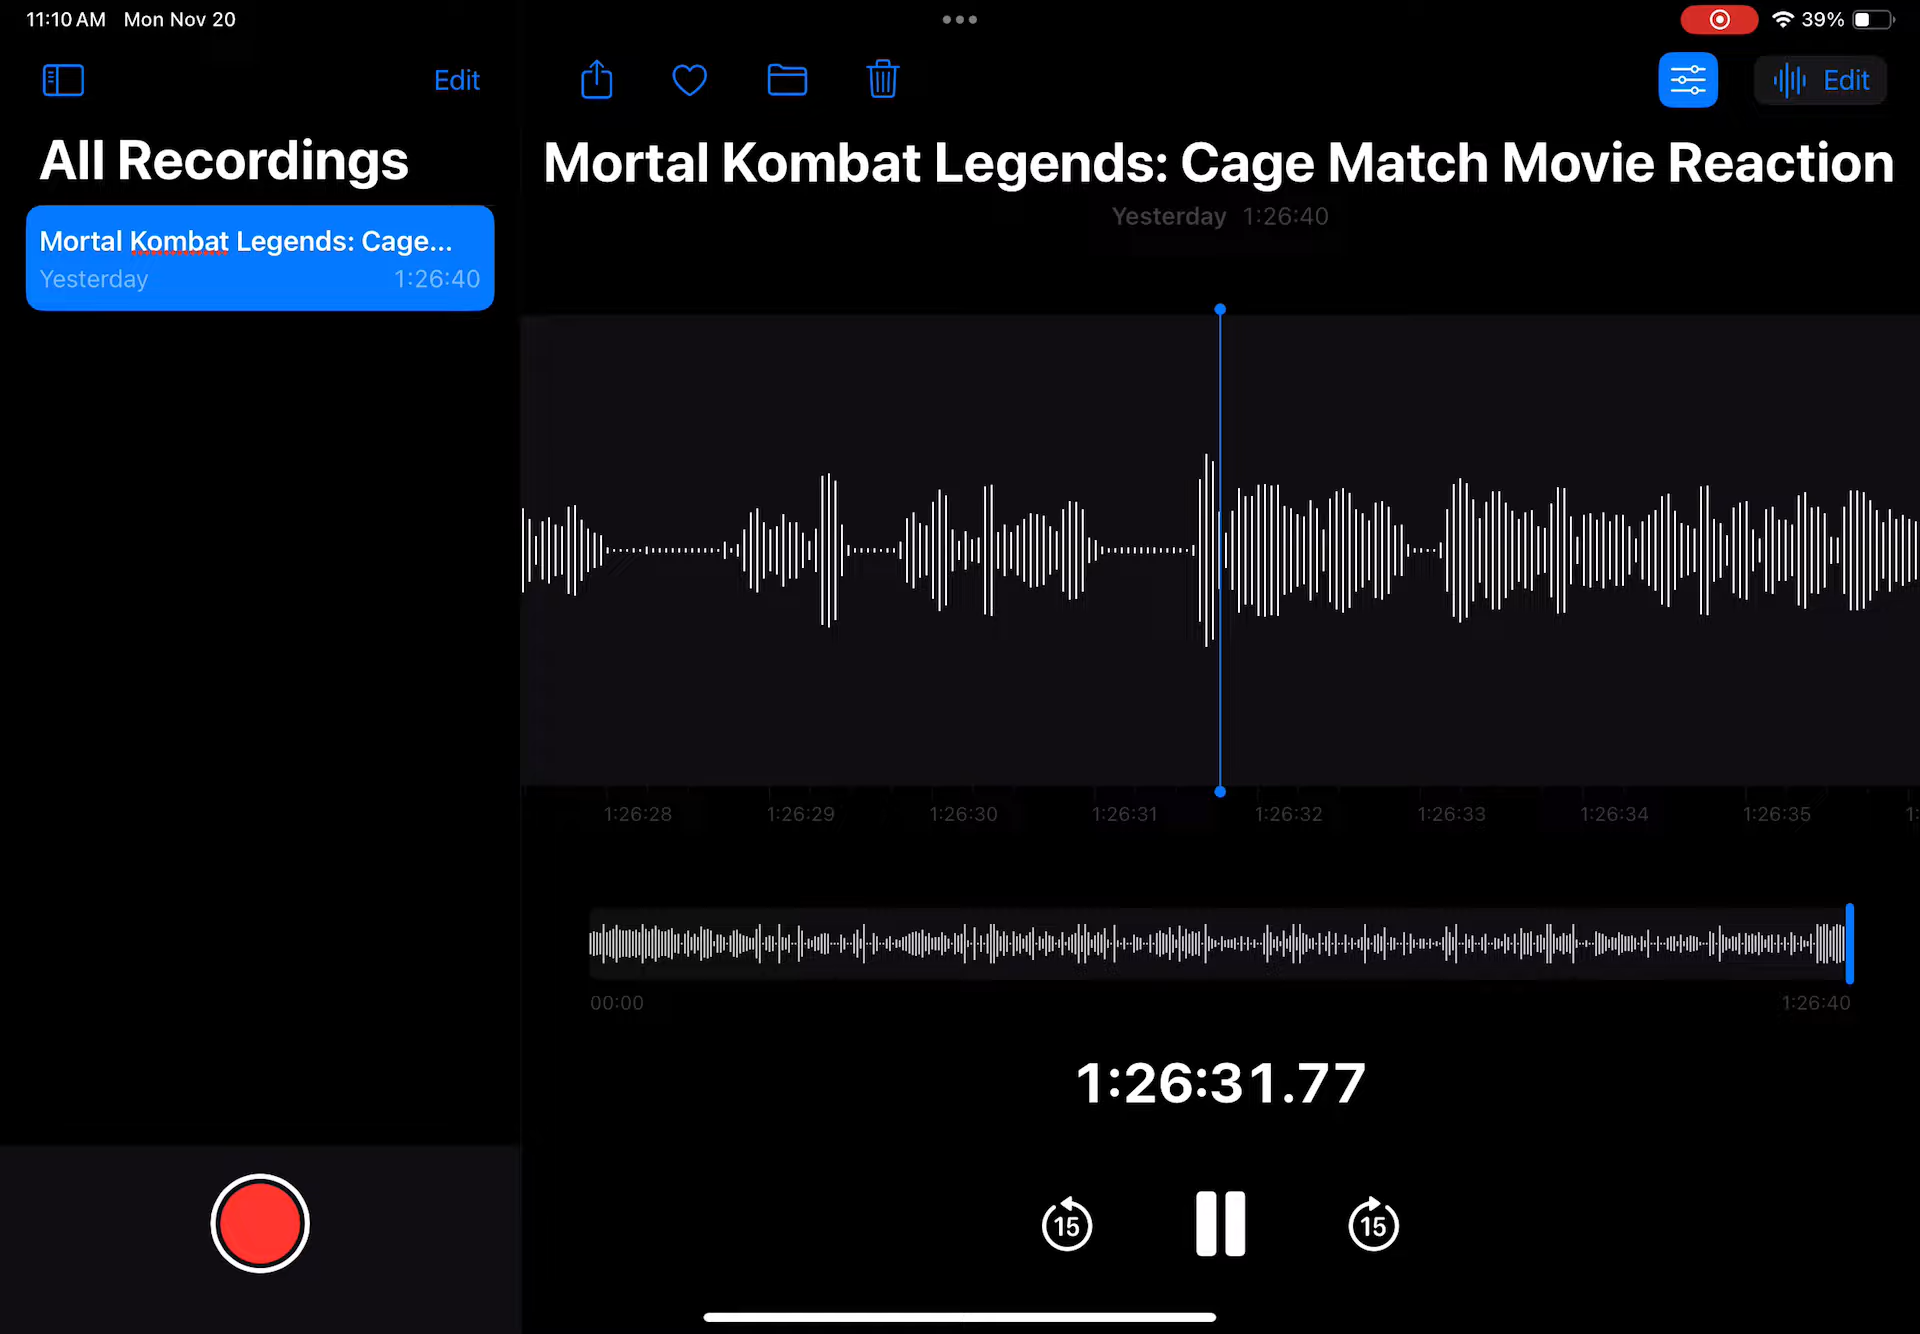 11:10 AM Mon Nov 20
39%
Edit
All Recordings
Mortal Kombat Legends: Cage...
Yesterday 1:26:40
Edit
Mortal Kombat Legends: Cage Match Movie Reaction
Yesterday 1:26:40
1:26:28 1:26:29 1:26:30 1:26:31 1:26:32 1:26:33 1:26:34 1:26:35 1:
00:00 1:26:40
1:26:31.77
15 15